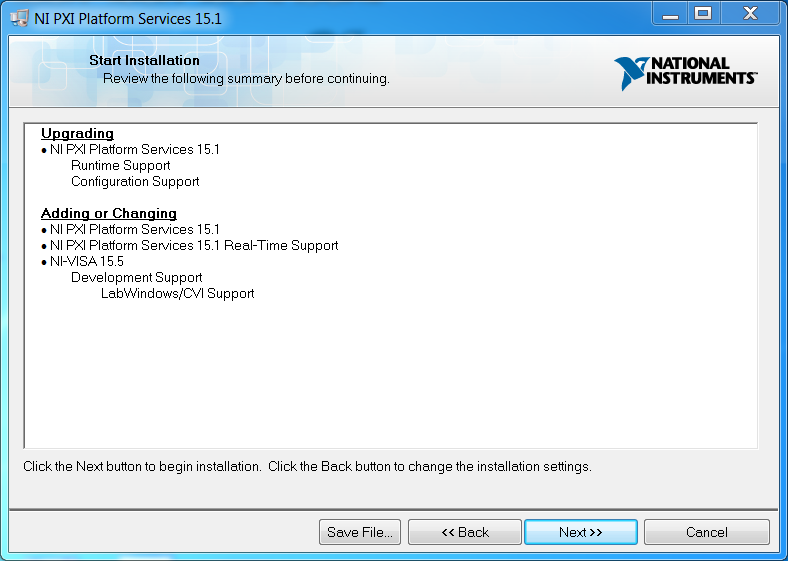 NI PXI Platform Services 15.1
Start Installation
Review the following summary before continuing.
NATIONAL
INSTRUMENTS™
Upgrading
• NI PXI Platform Services 15.1
Runtime Support
Configuration Support
Adding or Changing
• NI PXI Platform Services 15.1
• NI PXI Platform Services 15.1 Real-Time Support
• NI-VISA 15.5
Development Support
LabWindows/CVI Support
Click the Next button to begin installation.  Click the Back button to change the installation settings.
Save File...
<< Back
Next >>
Cancel